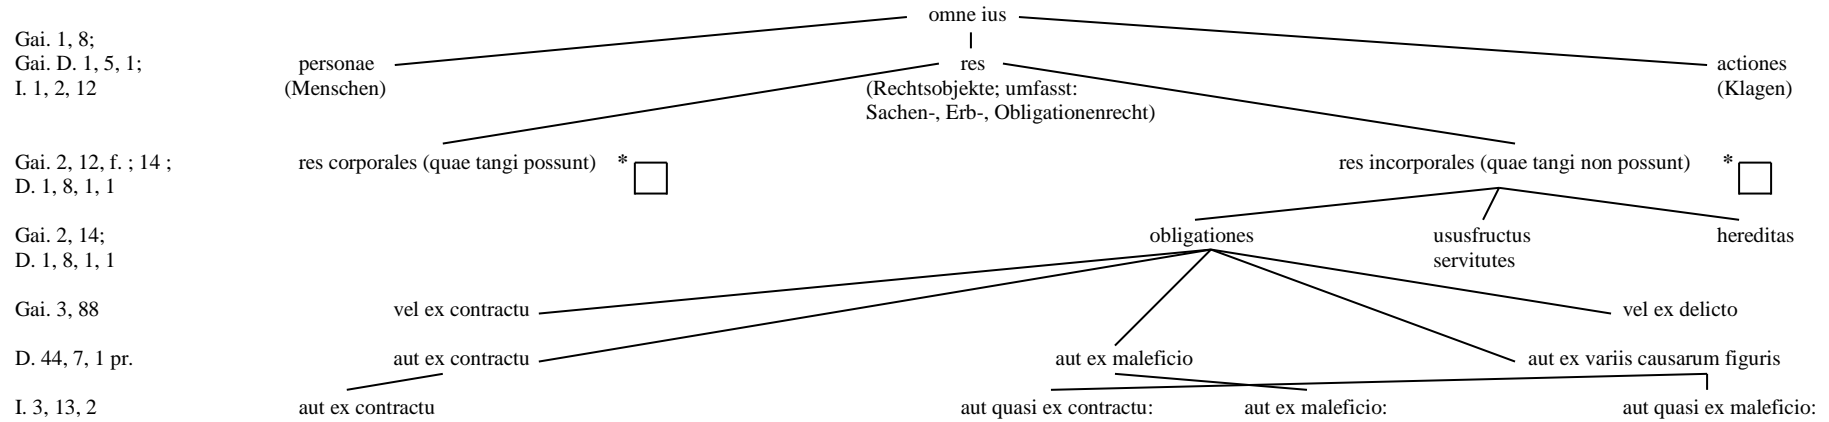 omne ius
Gai. 1, 8;
Gai. D. 1, 5, 1; personae res actiones
I. 1, 2, 12 (Menschen) (Rechtsobjekte; umfasst: (Klagen)
Sachen-, Erb-, Obligationenrecht)
Gai. 2, 12, f. ; 14 ; res corporales (quae tangi possunt) * res incorporales (quae tangi non possunt) *
D. 1, 8, 1, 1
Gai. 2, 14; obligationes ususfructus hereditas
D. 1, 8, 1, 1 servitutes
Gai. 3, 88 vel ex contractu vel ex delicto
D. 44, 7, 1 pr. aut ex contractu aut ex maleficio aut ex variis causarum figuris
I. 3, 13, 2 aut ex contractu aut quasi ex contractu: aut ex maleficio: aut quasi ex maleficio: